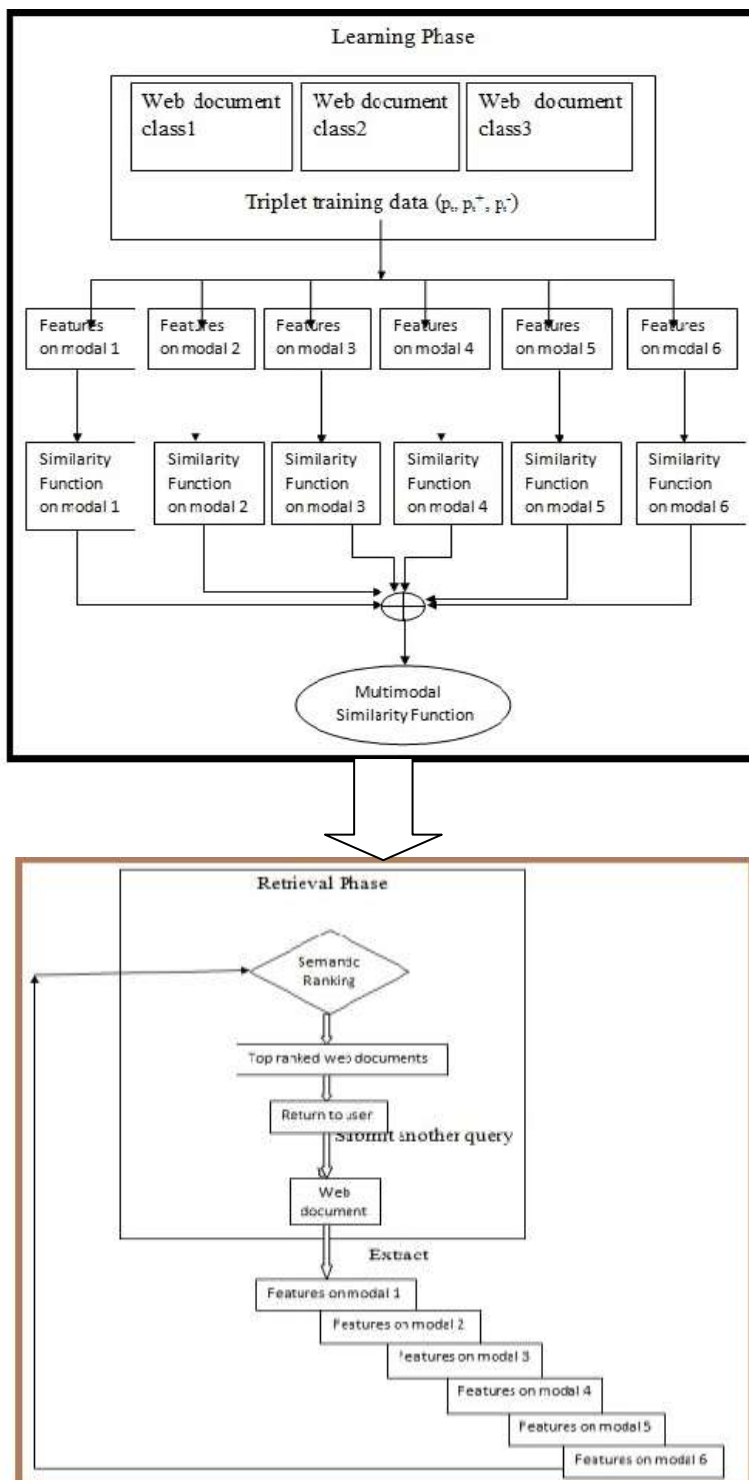 Learning Phase
Web document
class1
Web document
class2
Web document
class3
Triplet training data (pₜ, pₜ⁺, pₜ⁻)
Features
on modal 1
Features
on modal 2
Features
on modal 3
Features
on modal 4
Features
on modal 5
Features
on modal 6
Similarity
Function
on modal 1
Similarity
Function
on modal 2
Similarity
Function
on modal 3
Similarity
Function
on modal 4
Similarity
Function
on modal 5
Similarity
Function
on modal 6
Multimodal
Similarity Function
Retrieval Phase
Semantic
Ranking
Top ranked web documents
Return to user
Submit another query
Web
document
Extract
Features on modal 1
Features on modal 2
Features on modal 3
Features on modal 4
Features on modal 5
Features on modal 6